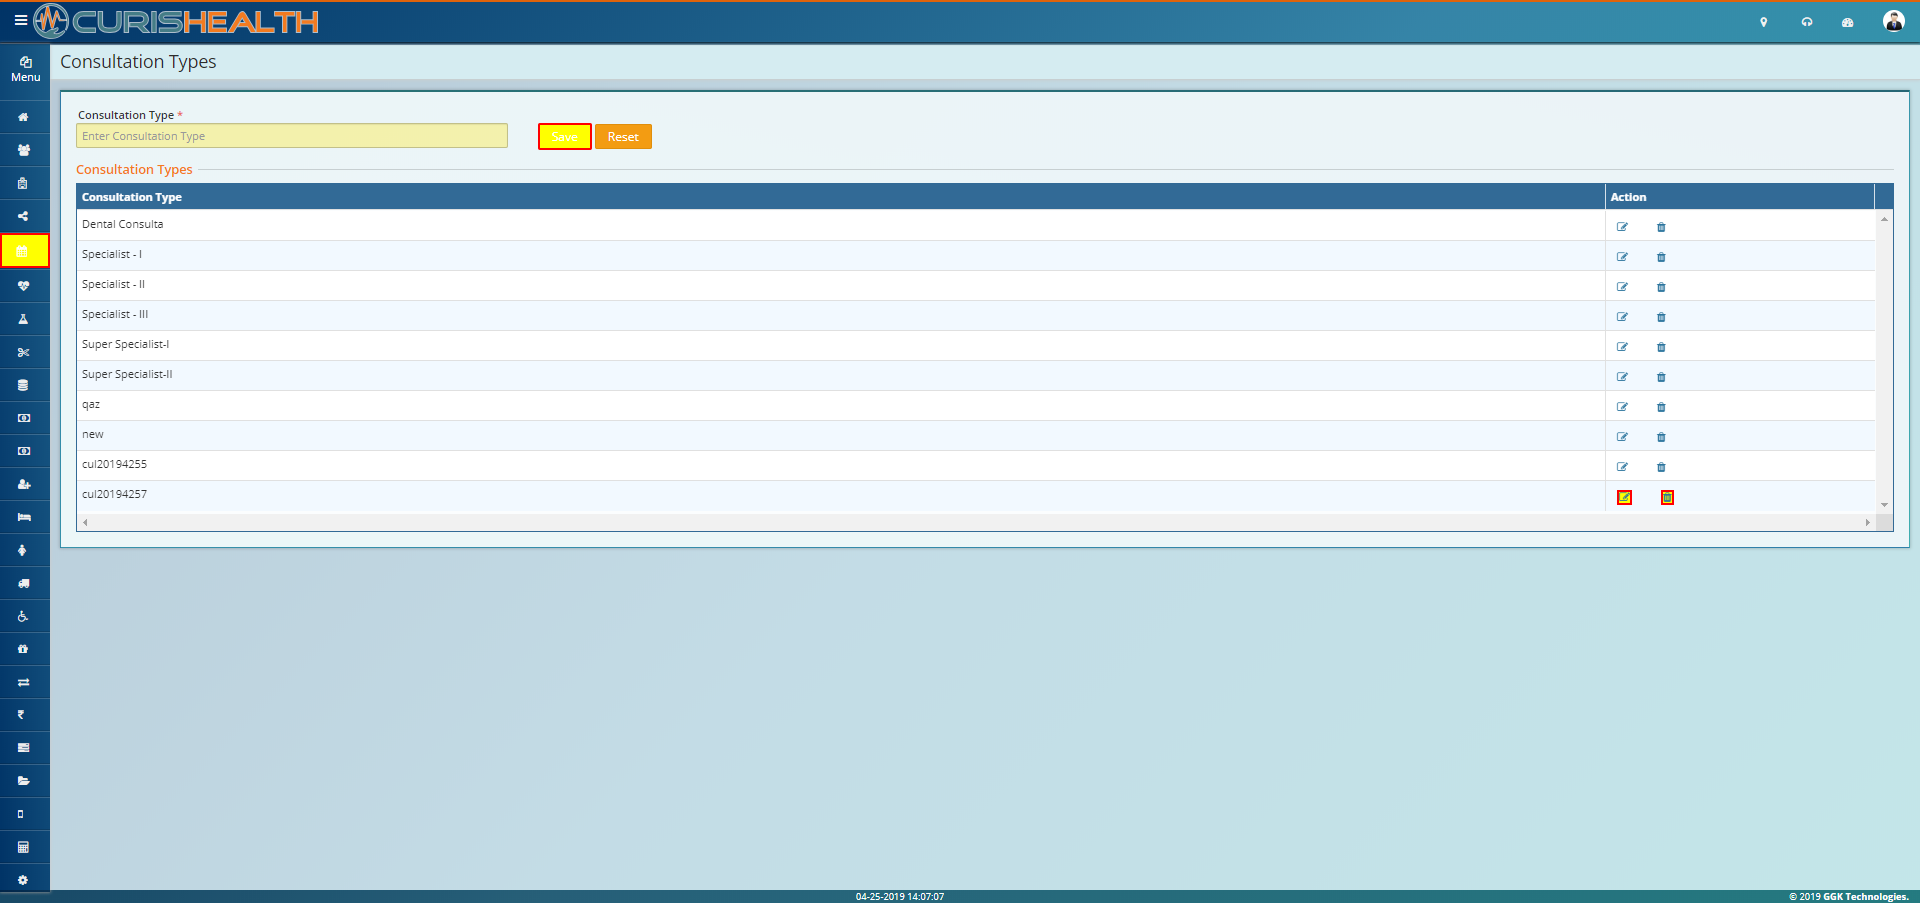 CURISHEALTH
Menu
Consultation Types
Consultation Type *
Enter Consultation Type
Save
Reset
Consultation Types
Consultation Type
Action
Dental Consulta
Specialist - I
Specialist - II
Specialist - III
Super Specialist-I
Super Specialist-II
qaz
new
cul20194255
cul20194257
04-25-2019 14:07:07
© 2019 GGK Technologies.